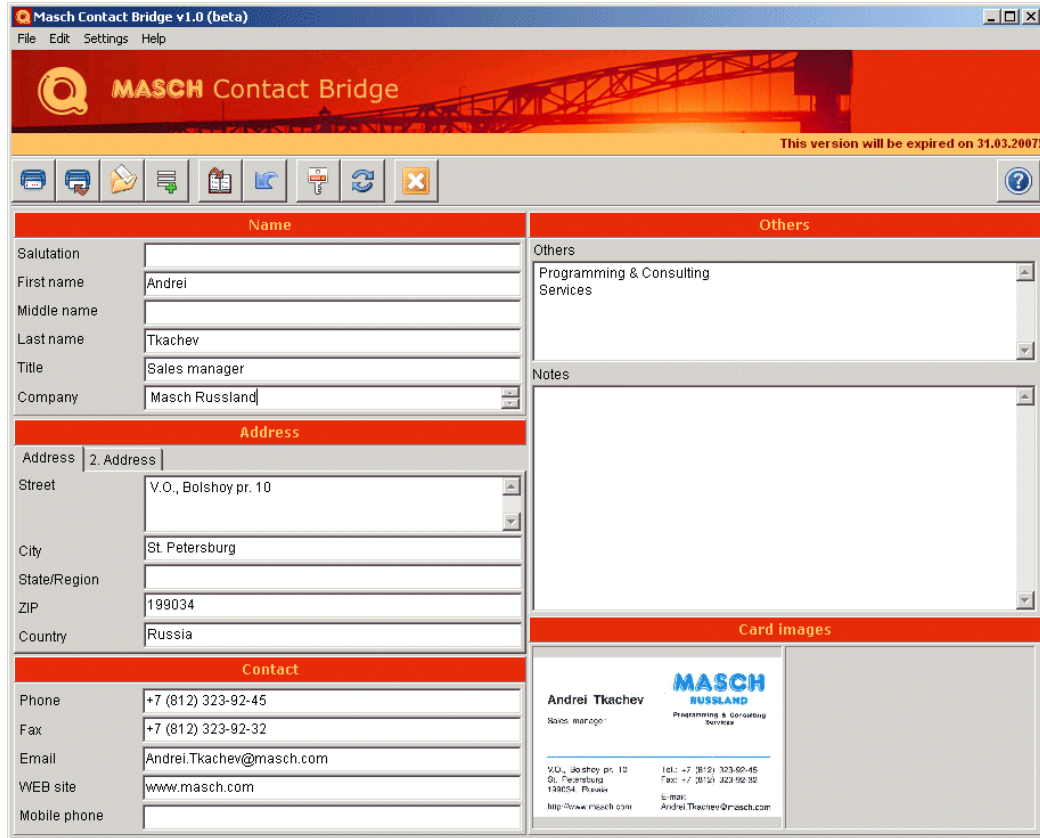 Masch Contact Bridge v1.0 (beta)
File Edit Settings Help
MASCH Contact Bridge
This version will be expired on 31.03.2007!
Name
Salutation
First name Andrei
Middle name
Last name Tkachev
Title Sales manager
Company Masch Russland
Address
Address 2. Address
Street V.O., Bolshoy pr. 10
City St. Petersburg
State/Region
ZIP 199034
Country Russia
Contact
Phone +7 (812) 323-92-45
Fax +7 (812) 323-92-32
Email Andrei.Tkachev@masch.com
WEB site www.masch.com
Mobile phone
Others
Others
Programming & Consulting
Services
Notes
Card images
MASCH
RUSSLAND
Programming & Consulting
Services
Andrei Tkachev
Sales manager
V.O., Bolshoy pr. 10
St. Petersburg
199034 Russia
http://www.masch.com
Tel.: +7 (812) 323-92-45
Fax: +7 (812) 323-92-32
E-mail:
Andrei.Tkachev@masch.com